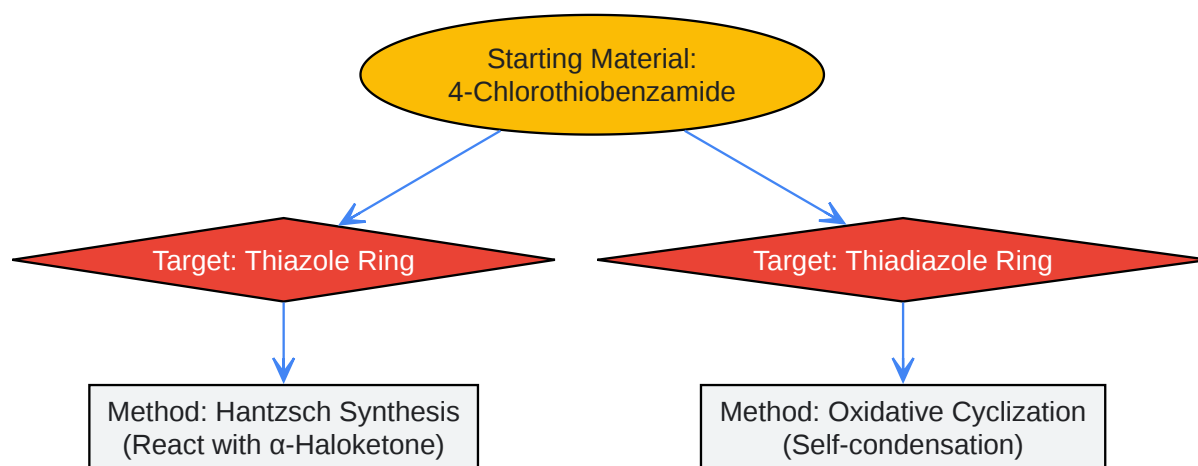 Starting Material:
4-Chlorothiobenzamide
Target: Thiazole Ring
Target: Thiadiazole Ring
Method: Hantzsch Synthesis
(React with α-Haloketone)
Method: Oxidative Cyclization
(Self-condensation)